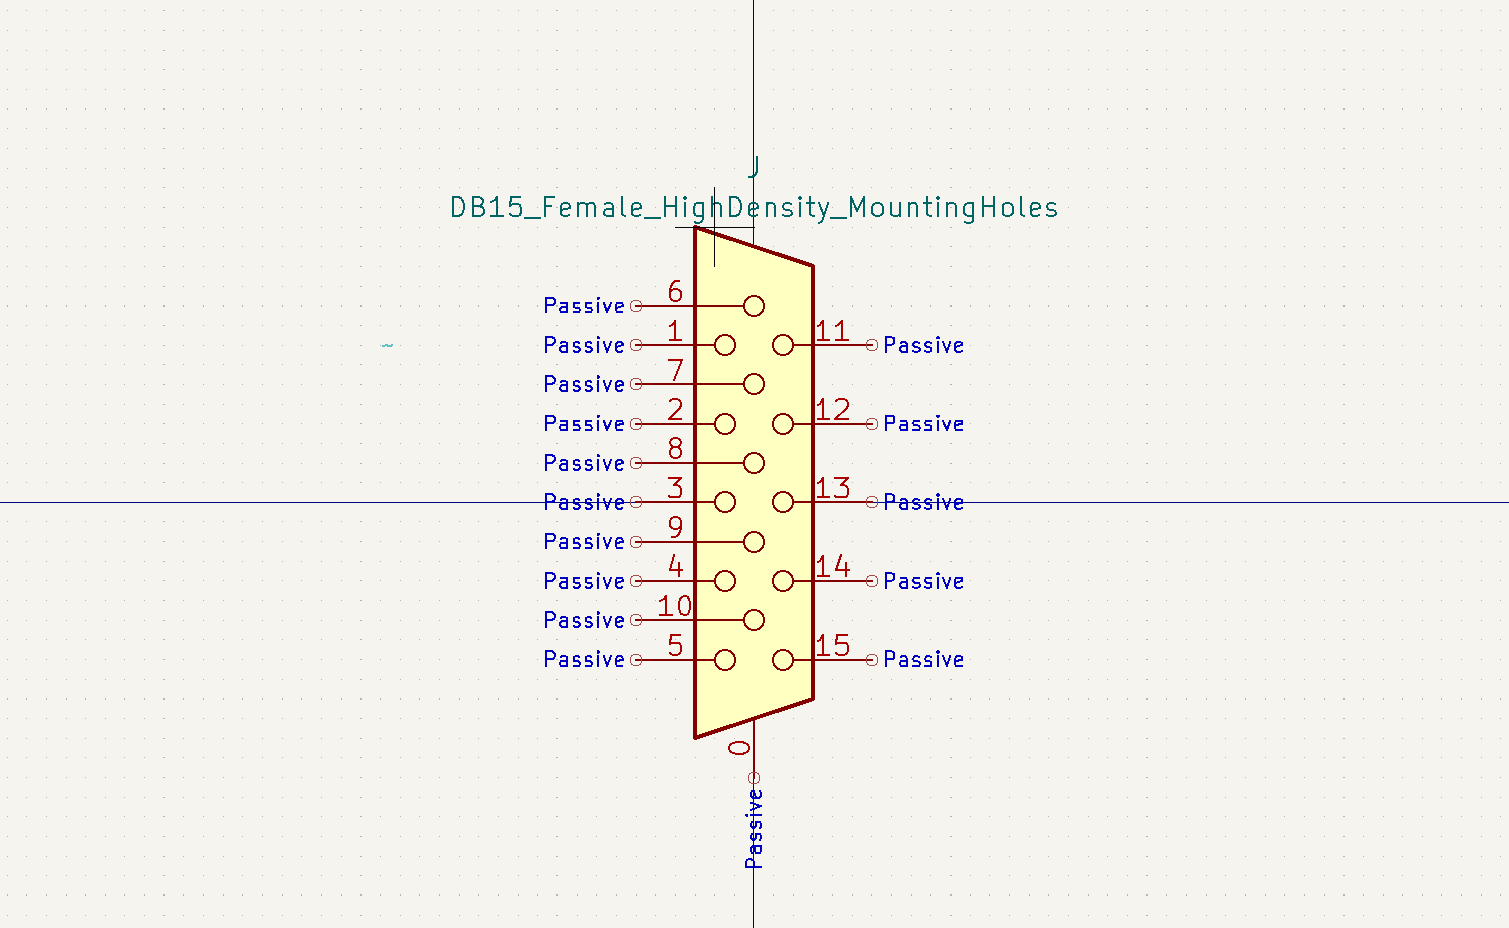 J
DB15_Female_HighDensity_MountingHoles
Passive 6
Passive 1 11 Passive
Passive 7
Passive 2 12 Passive
Passive 8
Passive 3 13 Passive
Passive 9
Passive 4 14 Passive
Passive 10
Passive 5 15 Passive
0
Passive